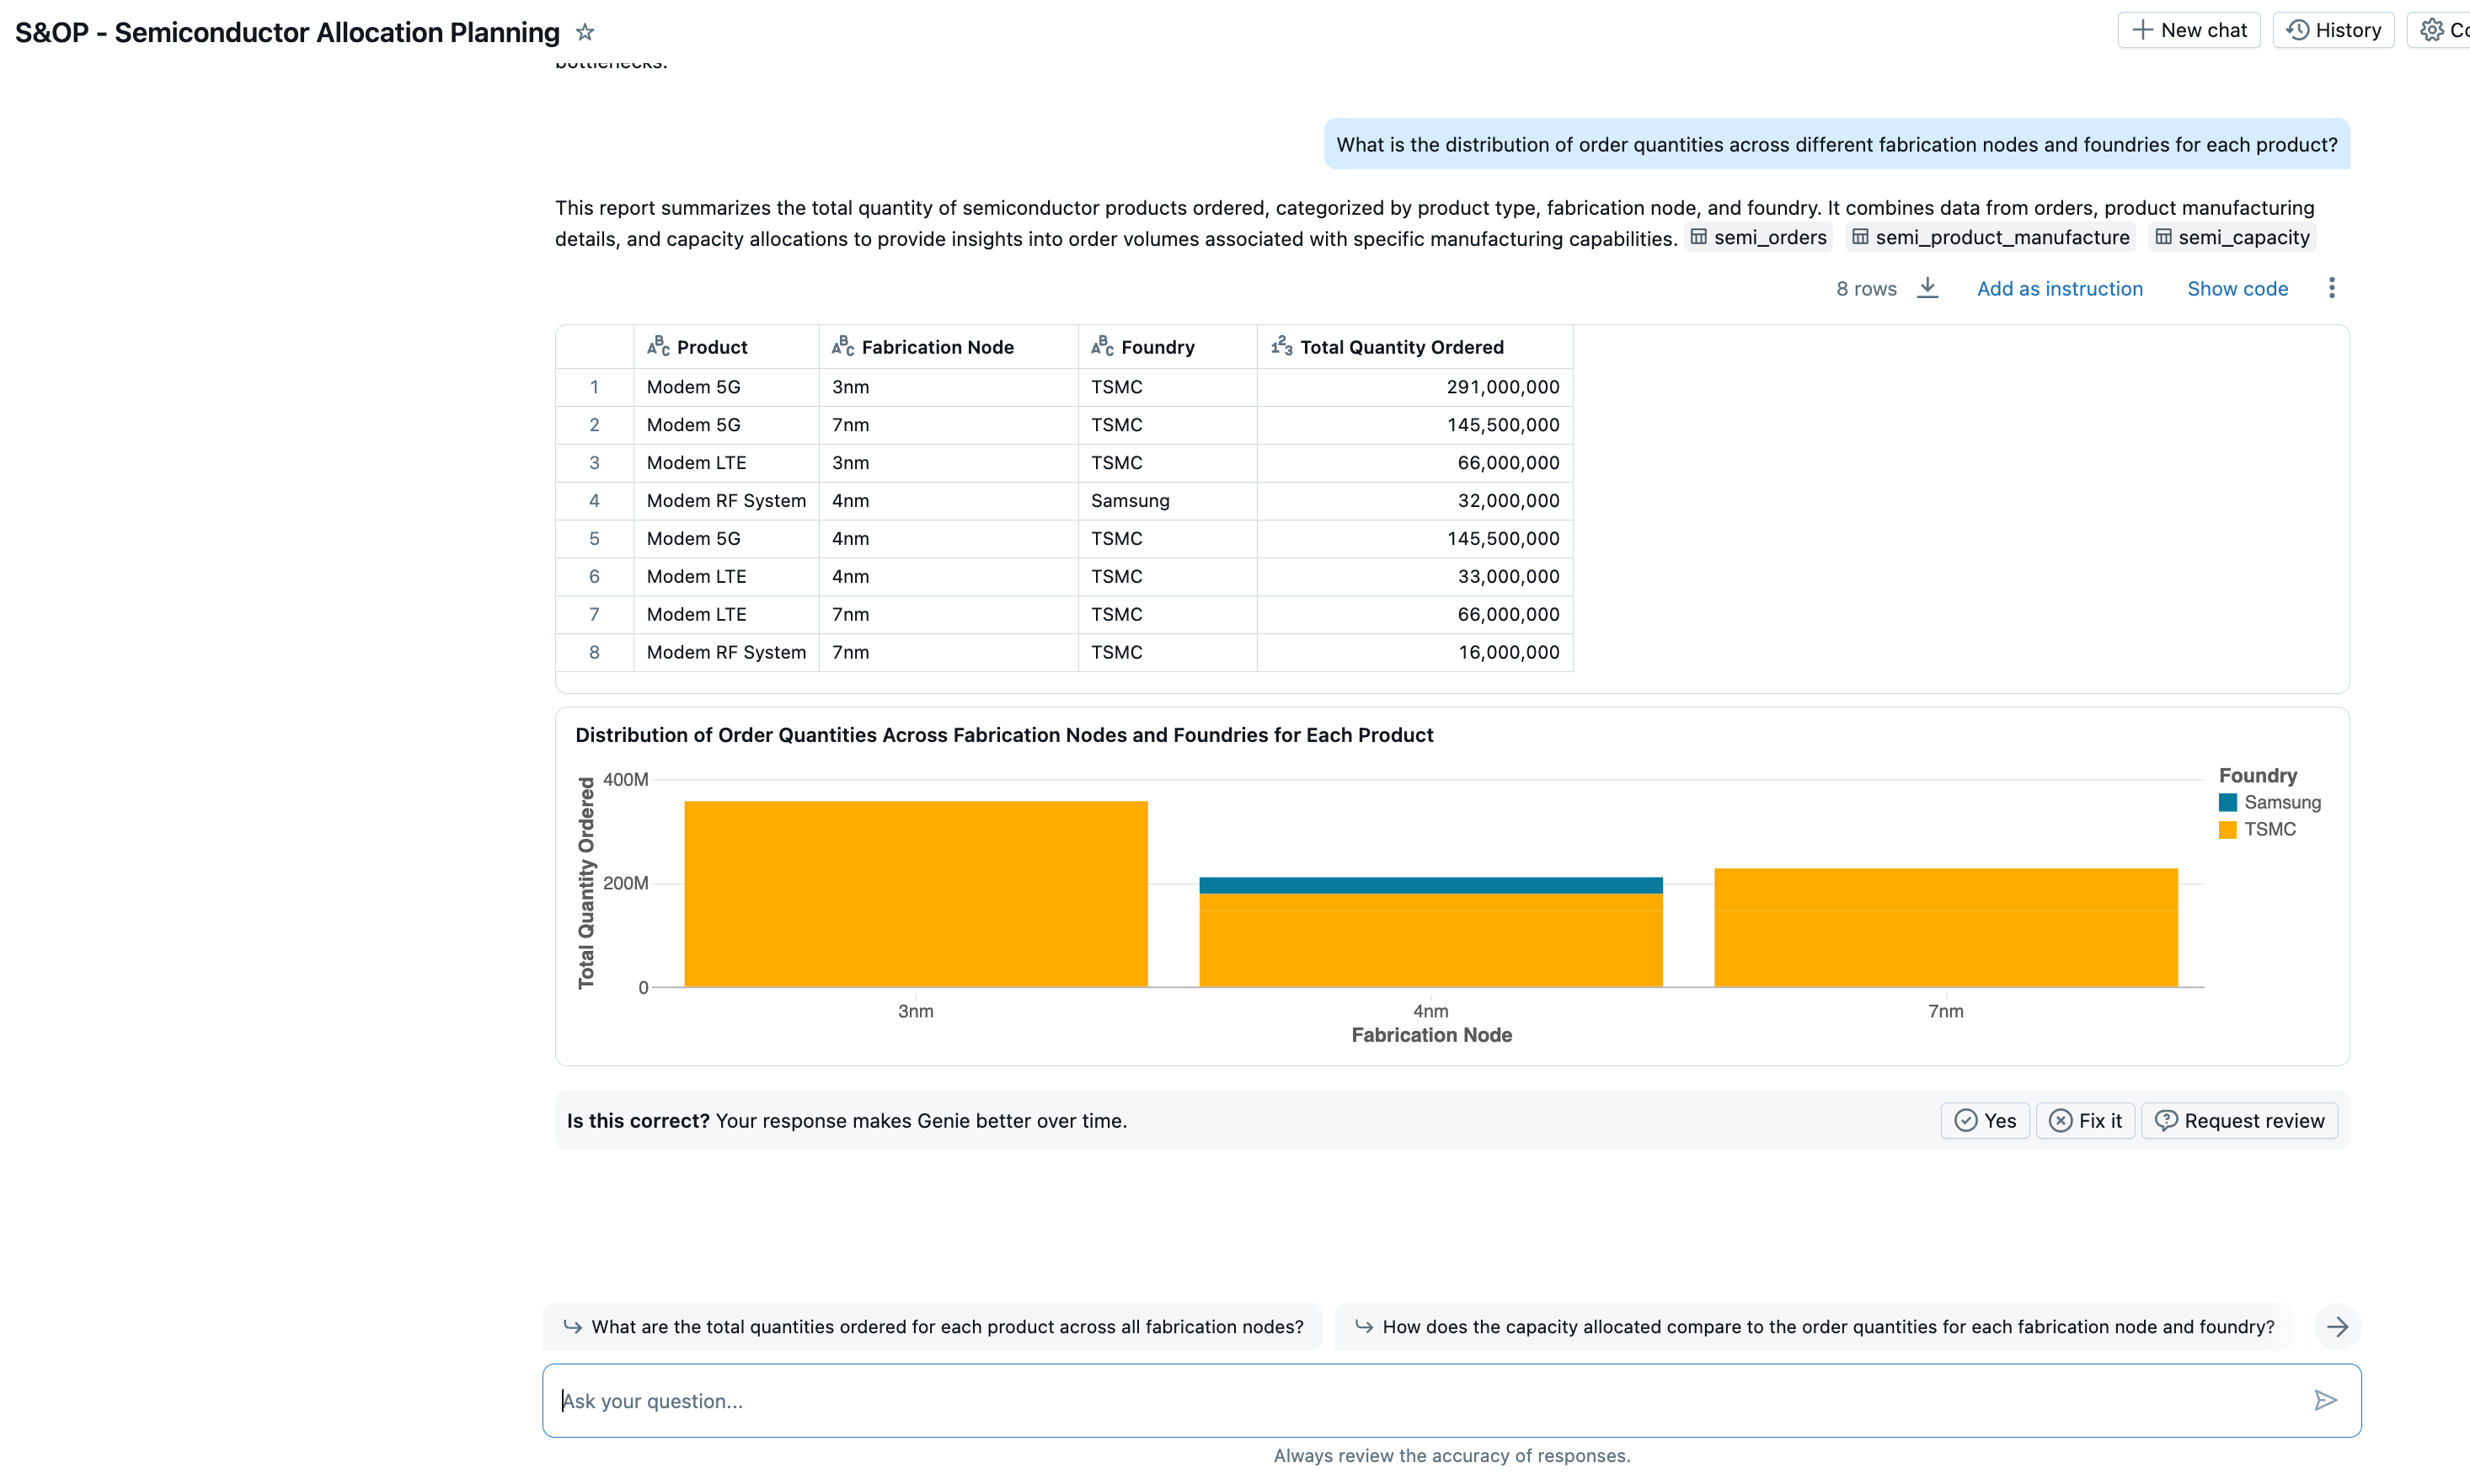 S&OP - Semiconductor Allocation Planning
New chat
History
bottlenecks.
What is the distribution of order quantities across different fabrication nodes and foundries for each product?
This report summarizes the total quantity of semiconductor products ordered, categorized by product type, fabrication node, and foundry. It combines data from orders, product manufacturing
details, and capacity allocations to provide insights into order volumes associated with specific manufacturing capabilities. semi_orders semi_product_manufacture semi_capacity
8 rows Add as instruction Show code
Product Fabrication Node Foundry Total Quantity Ordered
1 Modem 5G 3nm TSMC 291,000,000
2 Modem 5G 7nm TSMC 145,500,000
3 Modem LTE 3nm TSMC 66,000,000
4 Modem RF System 4nm Samsung 32,000,000
5 Modem 5G 4nm TSMC 145,500,000
6 Modem LTE 4nm TSMC 33,000,000
7 Modem LTE 7nm TSMC 66,000,000
8 Modem RF System 7nm TSMC 16,000,000
Distribution of Order Quantities Across Fabrication Nodes and Foundries for Each Product
Total Quantity Ordered
400M
200M
0
3nm 4nm 7nm
Fabrication Node
Foundry
Samsung
TSMC
Is this correct? Your response makes Genie better over time.
Yes
Fix it
Request review
What are the total quantities ordered for each product across all fabrication nodes?
How does the capacity allocated compare to the order quantities for each fabrication node and foundry?
Ask your question...
Always review the accuracy of responses.